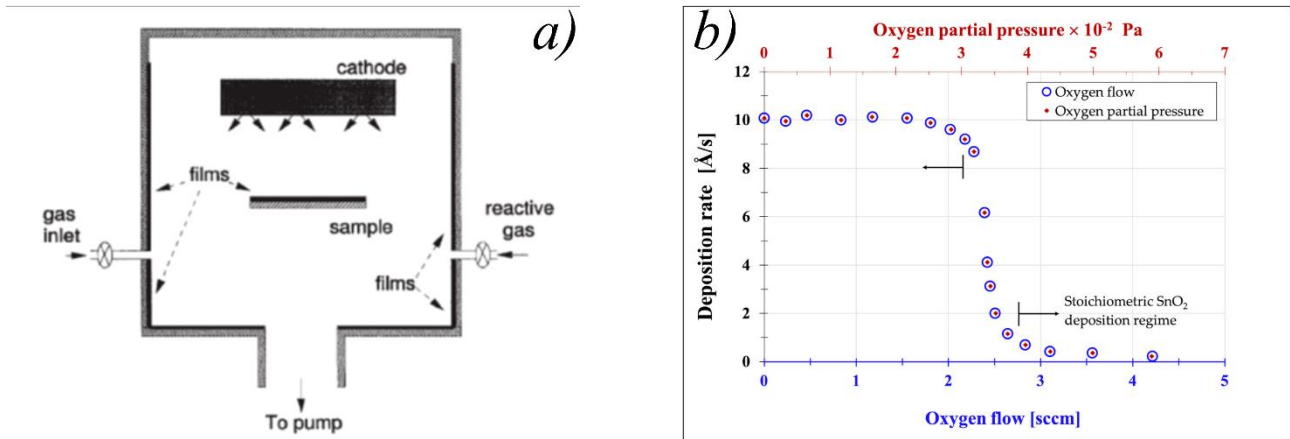 a)
cathode
films
sample
gas
inlet
reactive
gas
films
To pump
b)
Oxygen partial pressure × 10⁻² Pa
0 1 2 3 4 5 6 7
Oxygen flow
Oxygen partial pressure
Deposition rate [Å/s]
12
10
8
6
4
2
0
Stoichiometric SnO₂
deposition regime
0 1 2 3 4 5
Oxygen flow [sccm]